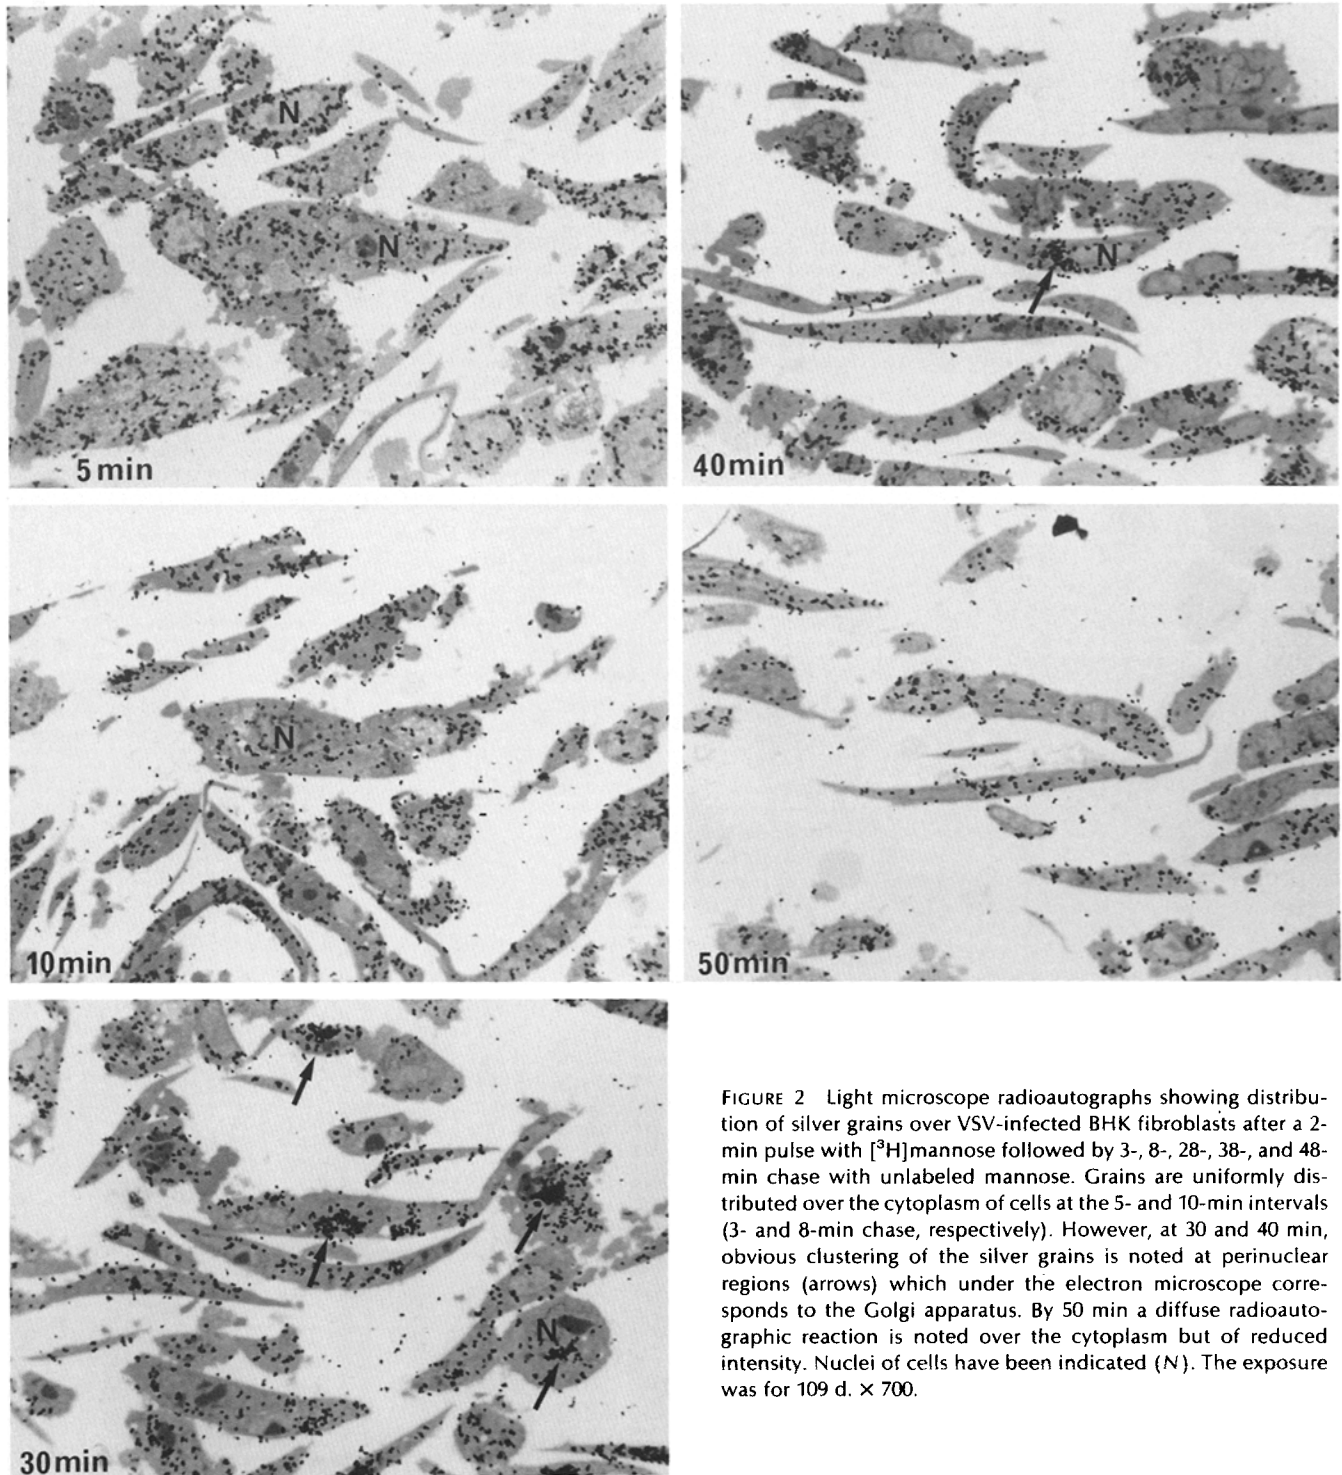 N
N
5 min
N
40min
N
10min
50min
N
30min
FIGURE 2 Light microscope radioautographs showing distribu-
tion of silver grains over VSV-infected BHK fibroblasts after a 2-
min pulse with [³H]mannose followed by 3-, 8-, 28-, 38-, and 48-
min chase with unlabeled mannose. Grains are uniformly dis-
tributed over the cytoplasm of cells at the 5- and 10-min intervals
(3- and 8-min chase, respectively). However, at 30 and 40 min,
obvious clustering of the silver grains is noted at perinuclear
regions (arrows) which under the electron microscope corre-
sponds to the Golgi apparatus. By 50 min a diffuse radioauto-
graphic reaction is noted over the cytoplasm but of reduced
intensity. Nuclei of cells have been indicated (N). The exposure
was for 109 d. × 700.